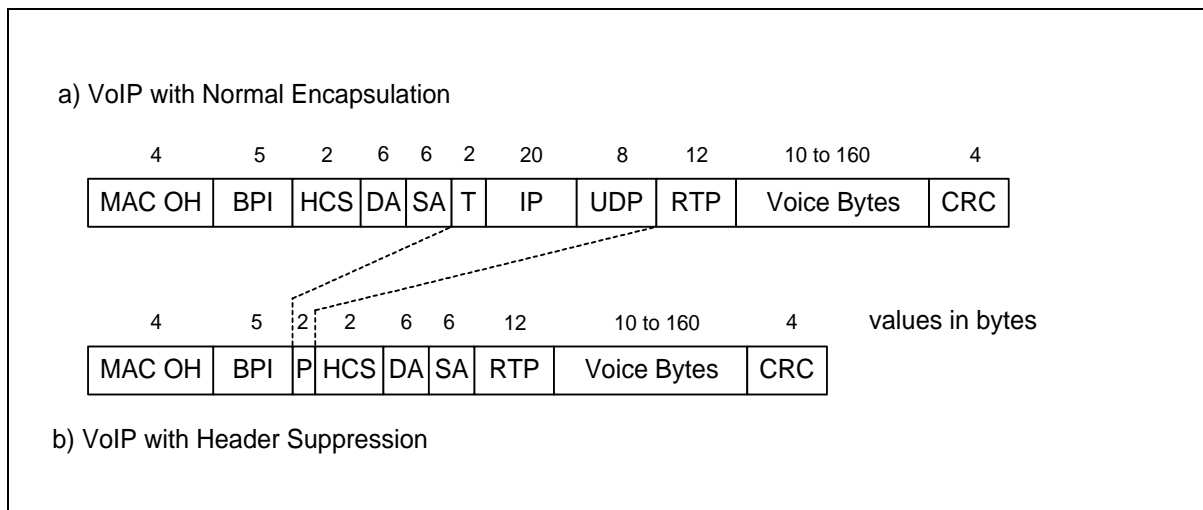 a) VoIP with Normal Encapsulation
4 5 2 6 6 2 20 8 12 10 to 160 4
MAC OH BPI HCS DA SA T IP UDP RTP Voice Bytes CRC
4 5 2 2 6 6 12 10 to 160 4 values in bytes
MAC OH BPI P HCS DA SA RTP Voice Bytes CRC
b) VoIP with Header Suppression